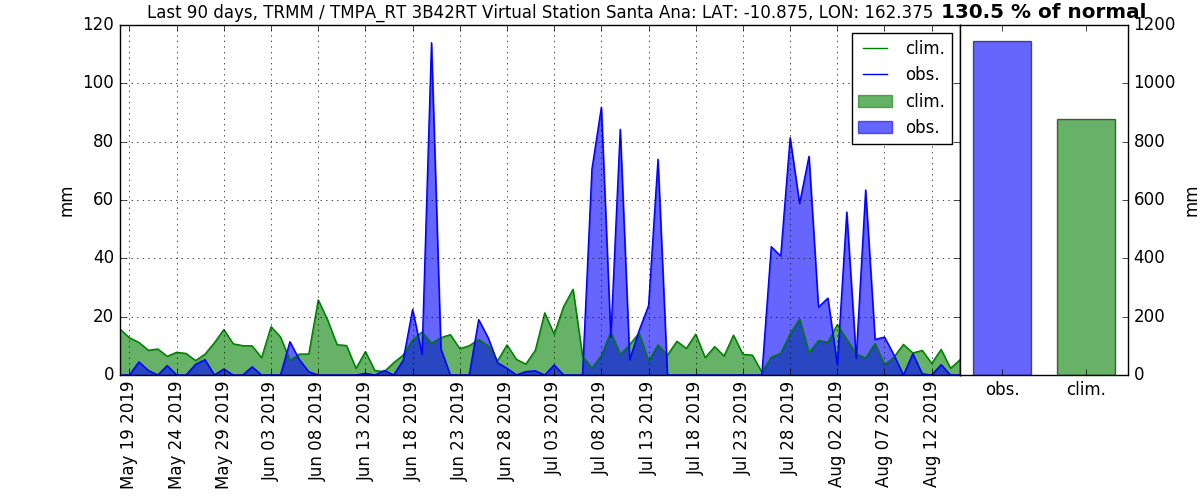 Last 90 days, TRMM / TMPA_RT 3B42RT Virtual Station Santa Ana: LAT: -10.875, LON: 162.375 130.5 % of normal
120
100
80
60
40
20
0
mm
clim.
obs.
clim.
obs.
1200
1000
800
600
400
200
0
mm
May 19 2019
May 24 2019
May 29 2019
Jun 03 2019
Jun 08 2019
Jun 13 2019
Jun 18 2019
Jun 23 2019
Jun 28 2019
Jul 03 2019
Jul 08 2019
Jul 13 2019
Jul 18 2019
Jul 23 2019
Jul 28 2019
Aug 02 2019
Aug 07 2019
Aug 12 2019
obs.
clim.